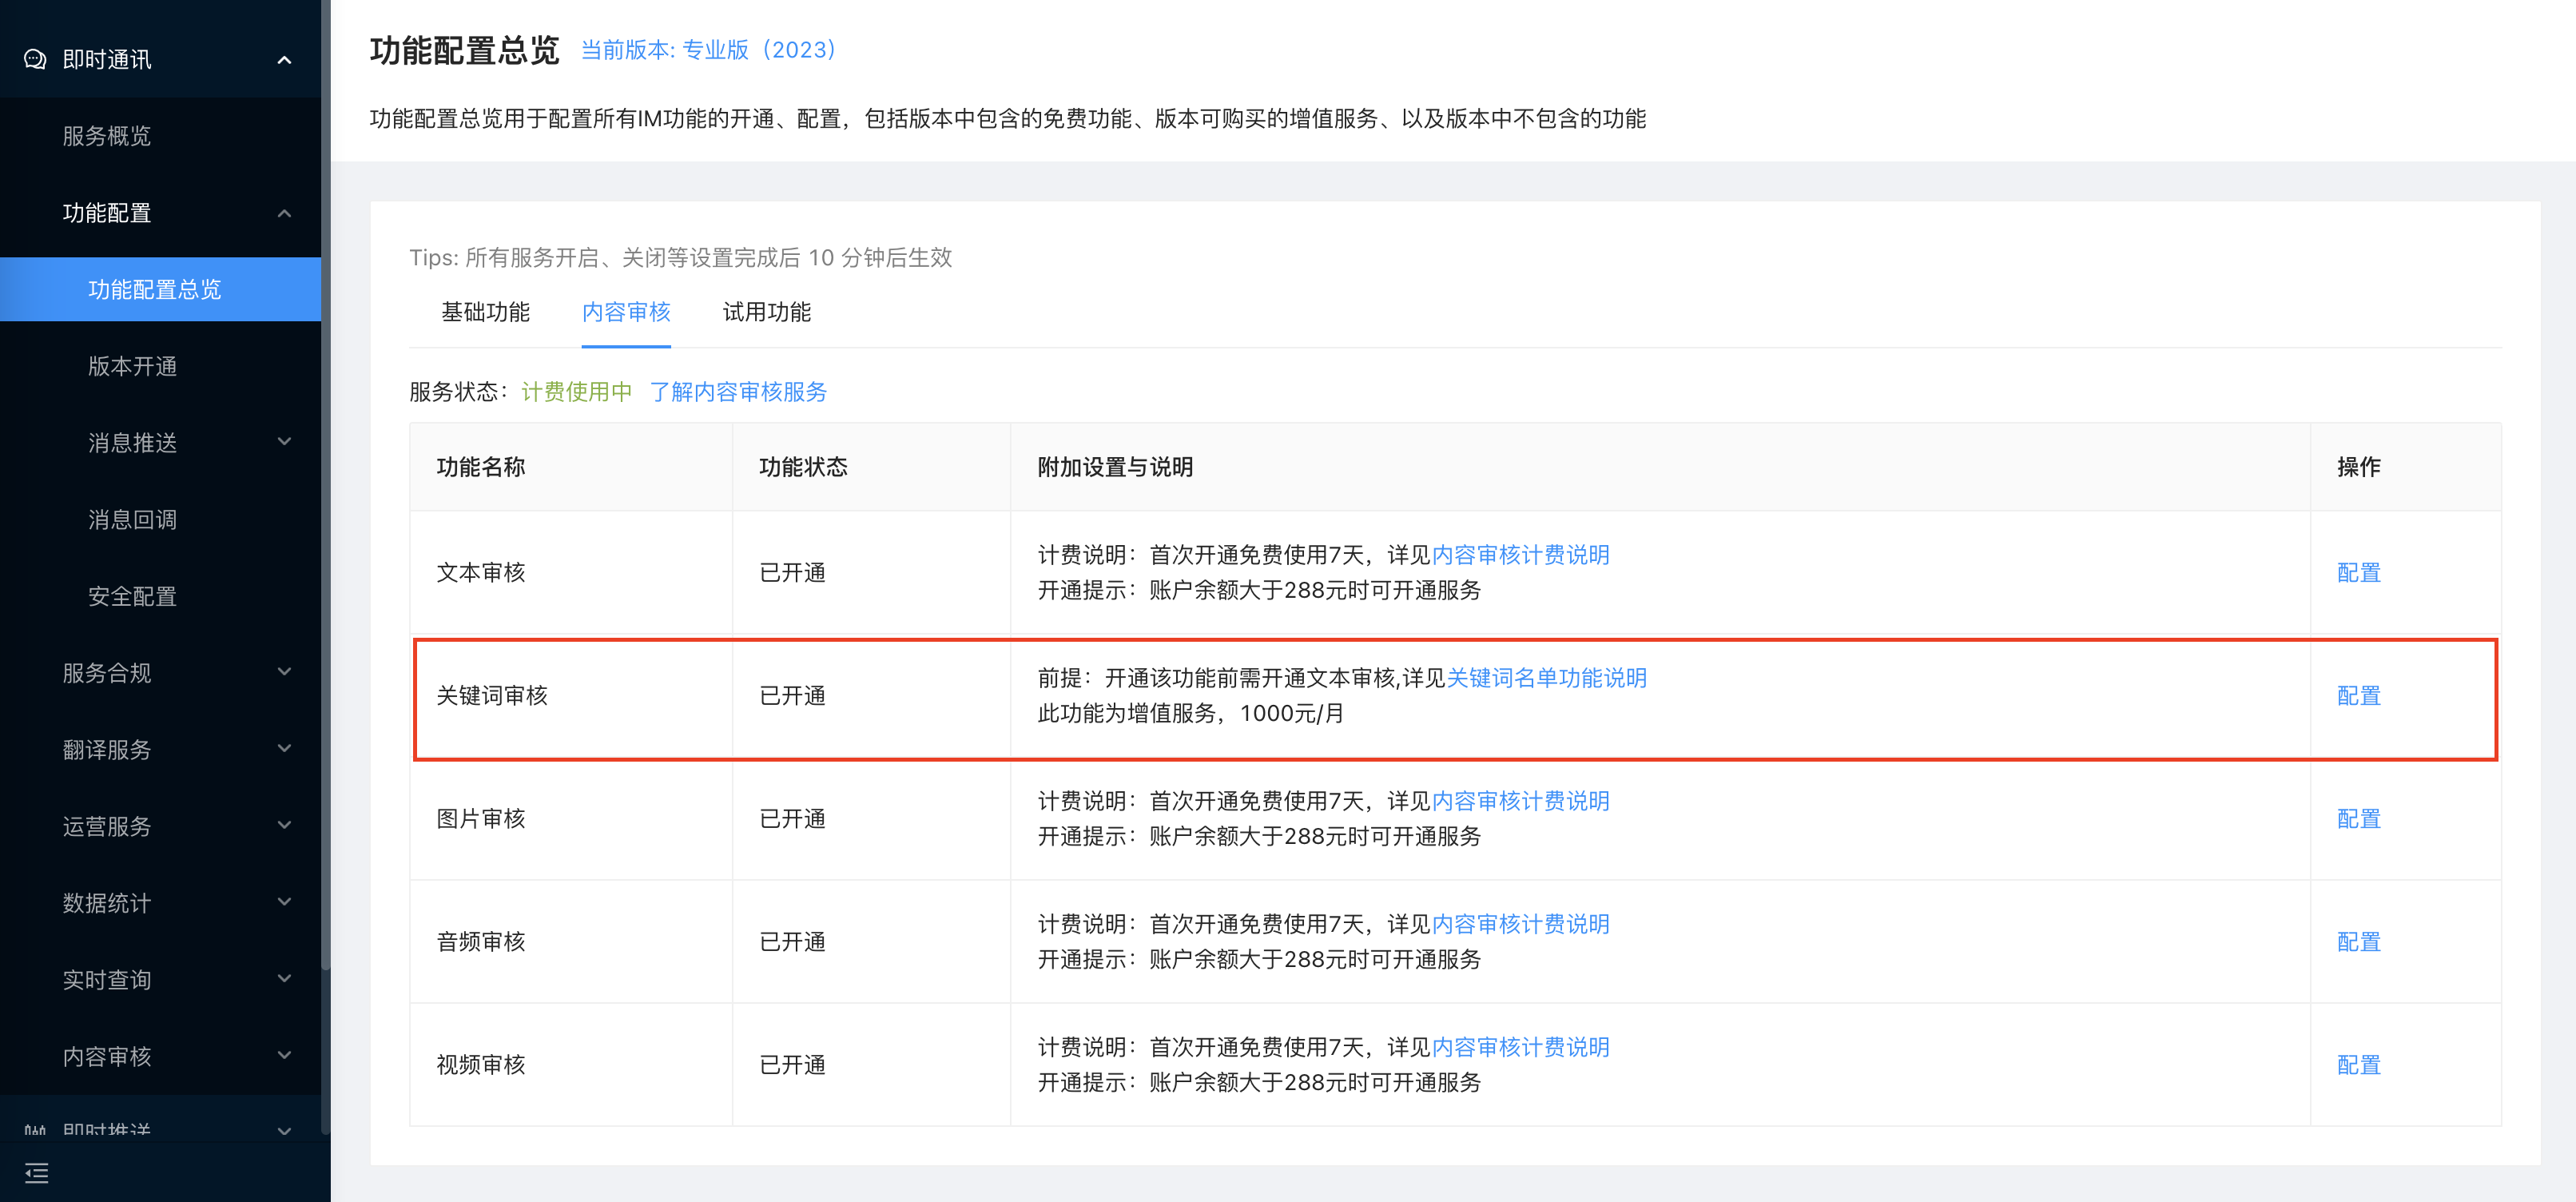 即时通讯
服务概览
功能配置
功能配置总览
版本开通
消息推送
消息回调
安全配置
服务合规
翻译服务
运营服务
数据统计
实时查询
内容审核
即时推送
功能配置总览 当前版本: 专业版（2023）
功能配置总览用于配置所有IM功能的开通、配置，包括版本中包含的免费功能、版本可购买的增值服务、以及版本中不包含的功能
Tips: 所有服务开启、关闭等设置完成后 10 分钟后生效
基础功能 内容审核 试用功能
服务状态： 计费使用中 了解内容审核服务
功能名称 功能状态 附加设置与说明 操作
文本审核 已开通 计费说明：首次开通免费使用7天，详见内容审核计费说明
开通提示：账户余额大于288元时可开通服务 配置
关键词审核 已开通 前提：开通该功能前需开通文本审核,详见关键词名单功能说明
此功能为增值服务，1000元/月 配置
图片审核 已开通 计费说明：首次开通免费使用7天，详见内容审核计费说明
开通提示：账户余额大于288元时可开通服务 配置
音频审核 已开通 计费说明：首次开通免费使用7天，详见内容审核计费说明
开通提示：账户余额大于288元时可开通服务 配置
视频审核 已开通 计费说明：首次开通免费使用7天，详见内容审核计费说明
开通提示：账户余额大于288元时可开通服务 配置